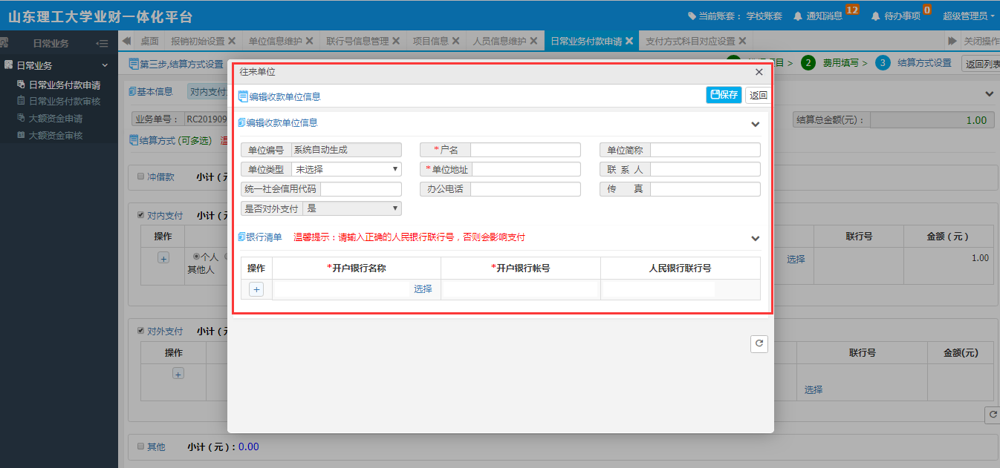 山东理工大学业财一体化平台
当前账套： 学校账套 通知消息 12 待办事项 0 超级管理员
日常业务
桌面 报销初始设置 单位信息维护 联行号信息管理 项目信息 人员信息维护 日常业务付款申请 支付方式科目对应设置 关闭操作
日常业务
日常业务付款申请
日常业务付款审核
大额资金申请
大额资金审核
第三步,结算方式设置
目 > 2 费用填写 > 3 结算方式设置 返回列表
基本信息 对内支付
业务单号： RC201909
结算总金额(元)： 1.00
结算方式 (可多选) 温
冲借款 小计（元
对内支付 小计（元
操作 联行号 金额（元）
+ 个人
其他人
选择 1.00
对外支付 小计（元
操作 联行号 金额(元)
+
选择
其他 小计（元）: 0.00
往来单位
编辑收款单位信息 保存 返回
编辑收款单位信息
单位编号 系统自动生成 *户名 单位简称
单位类型 未选择 *单位地址 联 系 人
统一社会信用代码 办公电话 传 真
是否对外支付 是
银行清单 温馨提示：请输入正确的人民银行联行号，否则会影响支付
操作 *开户银行名称 *开户银行帐号 人民银行联行号
+ 选择